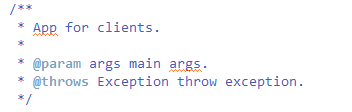 /**
 * App for clients.
 *
 * @param args main args.
 * @throws Exception throw exception.
 */